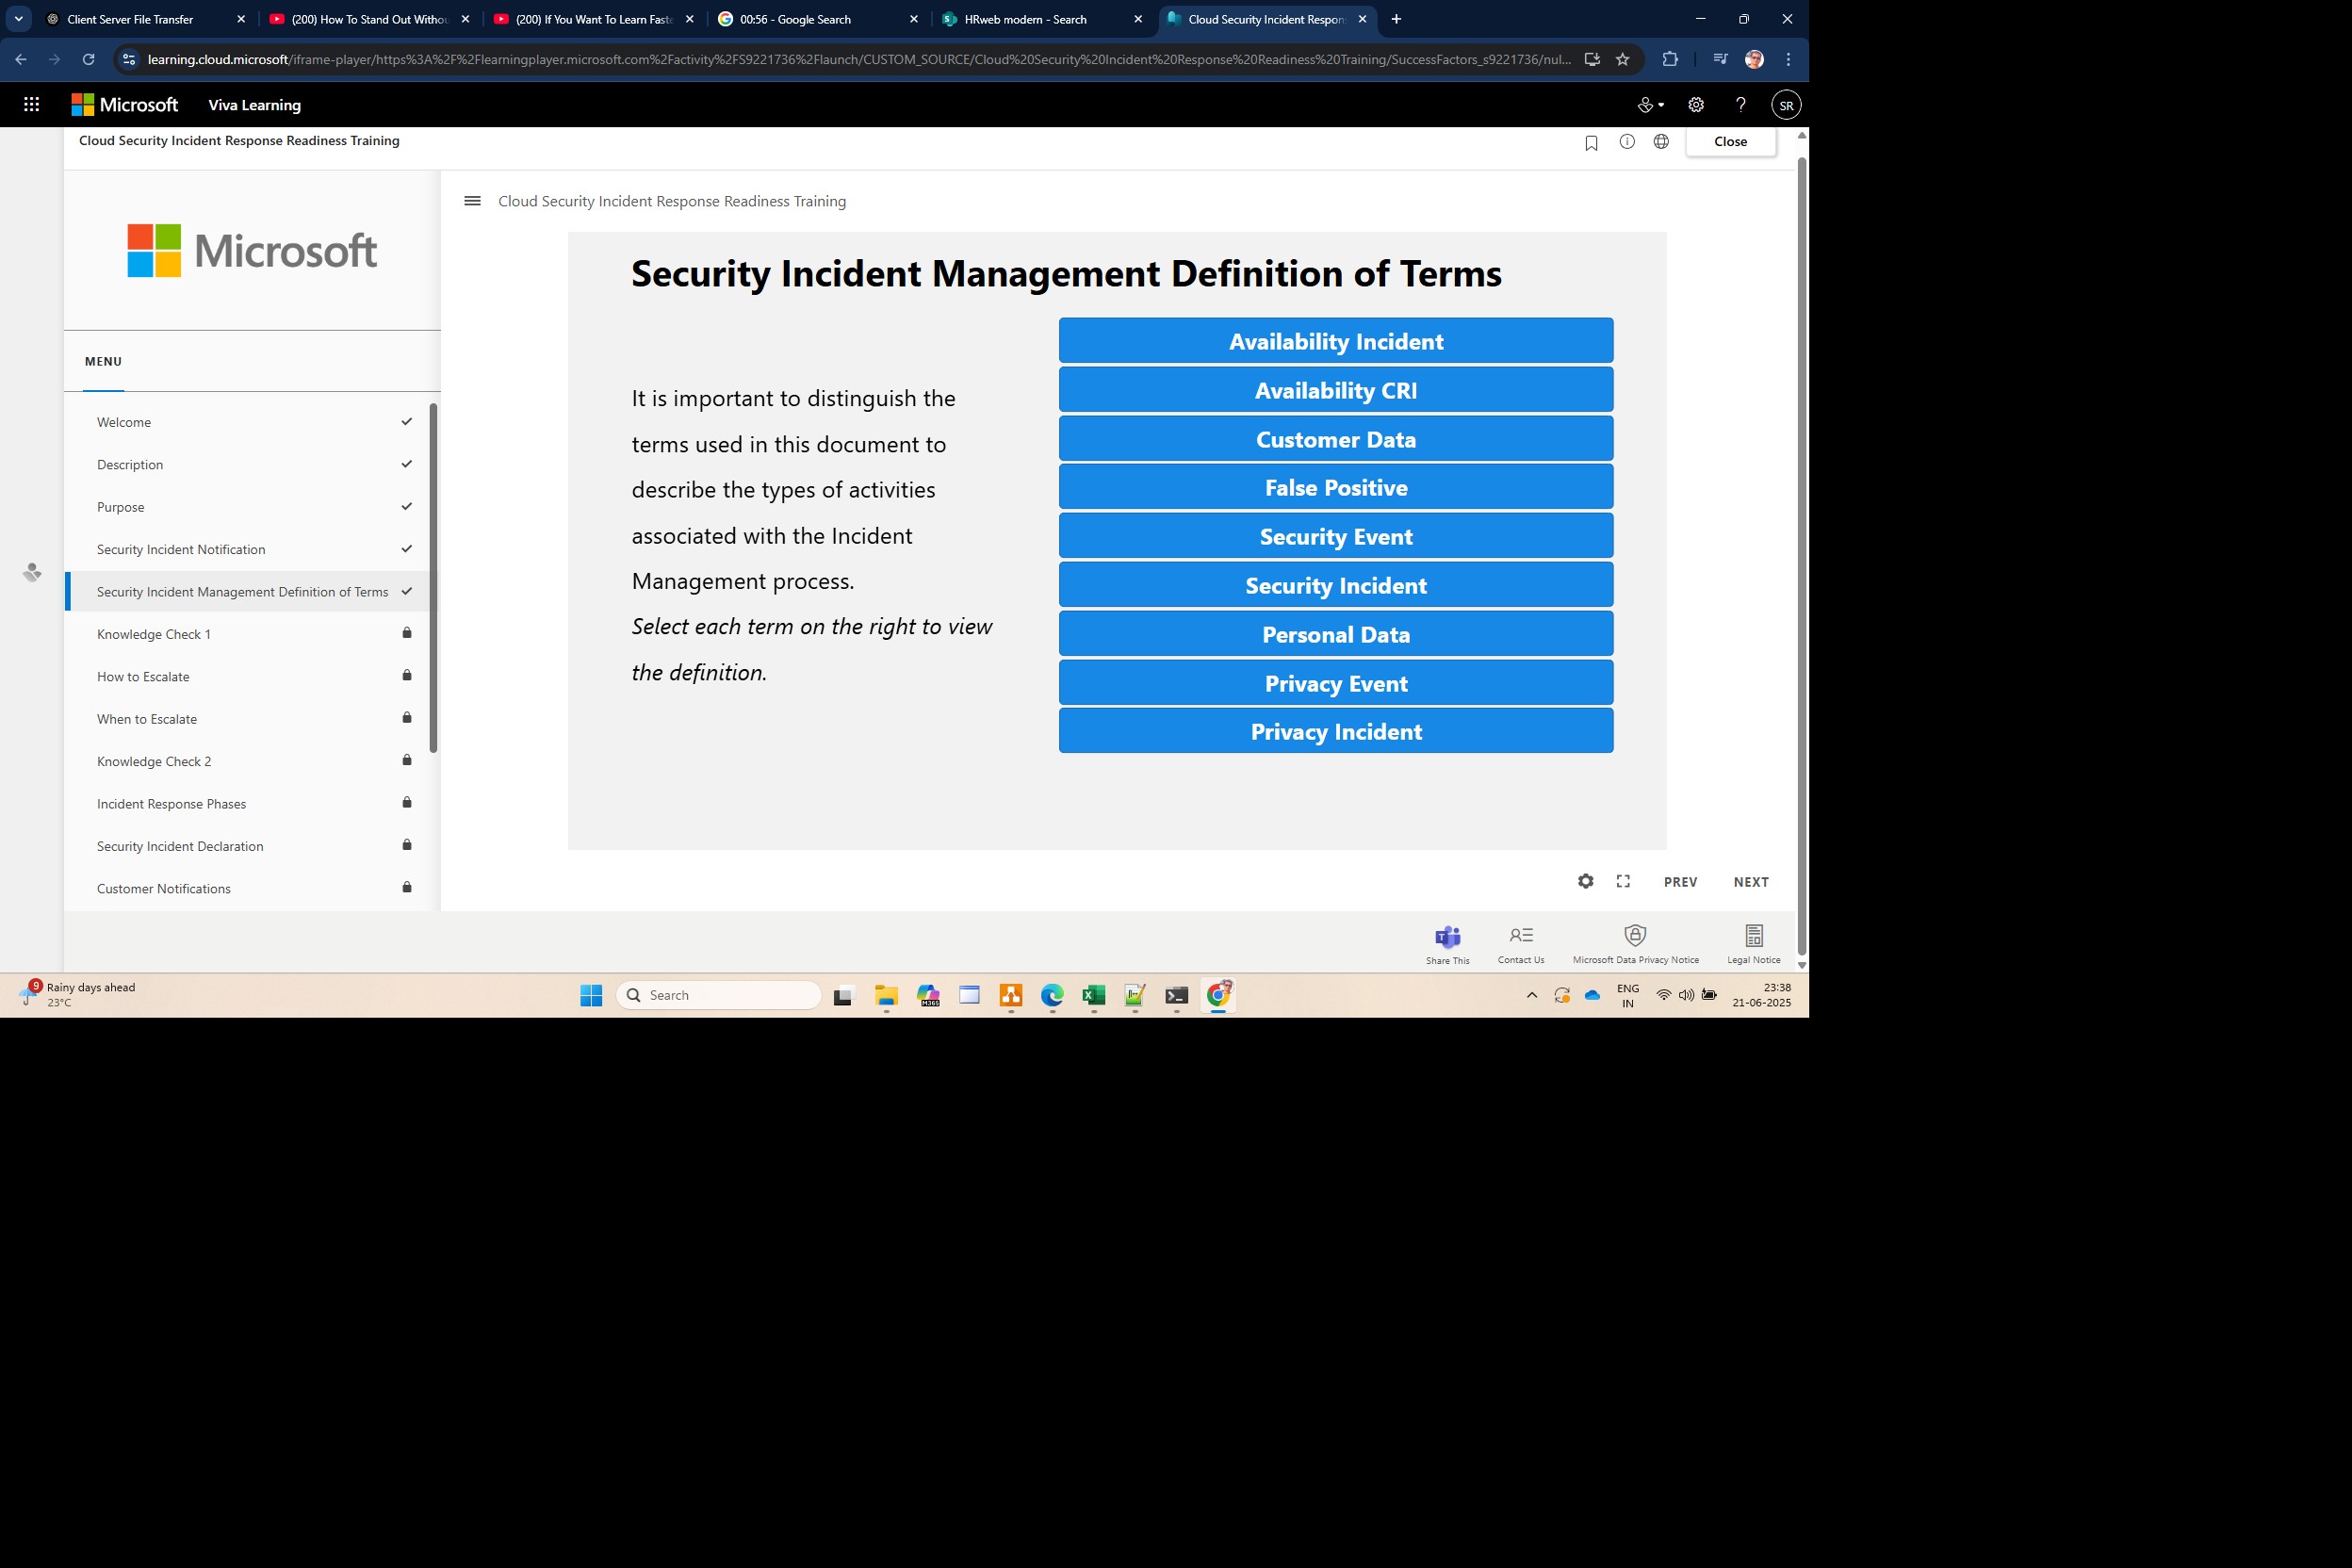 Client Server File Transfer
(200) How To Stand Out Witho
(200) If You Want To Learn Faste
00:56 - Google Search
HRweb modern - Search
Cloud Security Incident Respon
learning.cloud.microsoft/iframe-player/https%3A%2F%2Flearningplayer.microsoft.com%2Factivity%2FS9221736%2Flaunch/CUSTOM_SOURCE/Cloud%20Security%20Incident%20Response%20Readiness%20Training/SuccessFactors_s9221736/nul...
Microsoft
Viva Learning
SR
Cloud Security Incident Response Readiness Training
Close
Microsoft
MENU
Welcome
Description
Purpose
Security Incident Notification
Security Incident Management Definition of Terms
Knowledge Check 1
How to Escalate
When to Escalate
Knowledge Check 2
Incident Response Phases
Security Incident Declaration
Customer Notifications
Cloud Security Incident Response Readiness Training
Security Incident Management Definition of Terms
It is important to distinguish the
terms used in this document to
describe the types of activities
associated with the Incident
Management process.
Select each term on the right to view
the definition.
Availability Incident
Availability CRI
Customer Data
False Positive
Security Event
Security Incident
Personal Data
Privacy Event
Privacy Incident
PREV
NEXT
Share This
Contact Us
Microsoft Data Privacy Notice
Legal Notice
9
Rainy days ahead
23°C
Search
M365
ENG
IN
23:38
21-06-2025